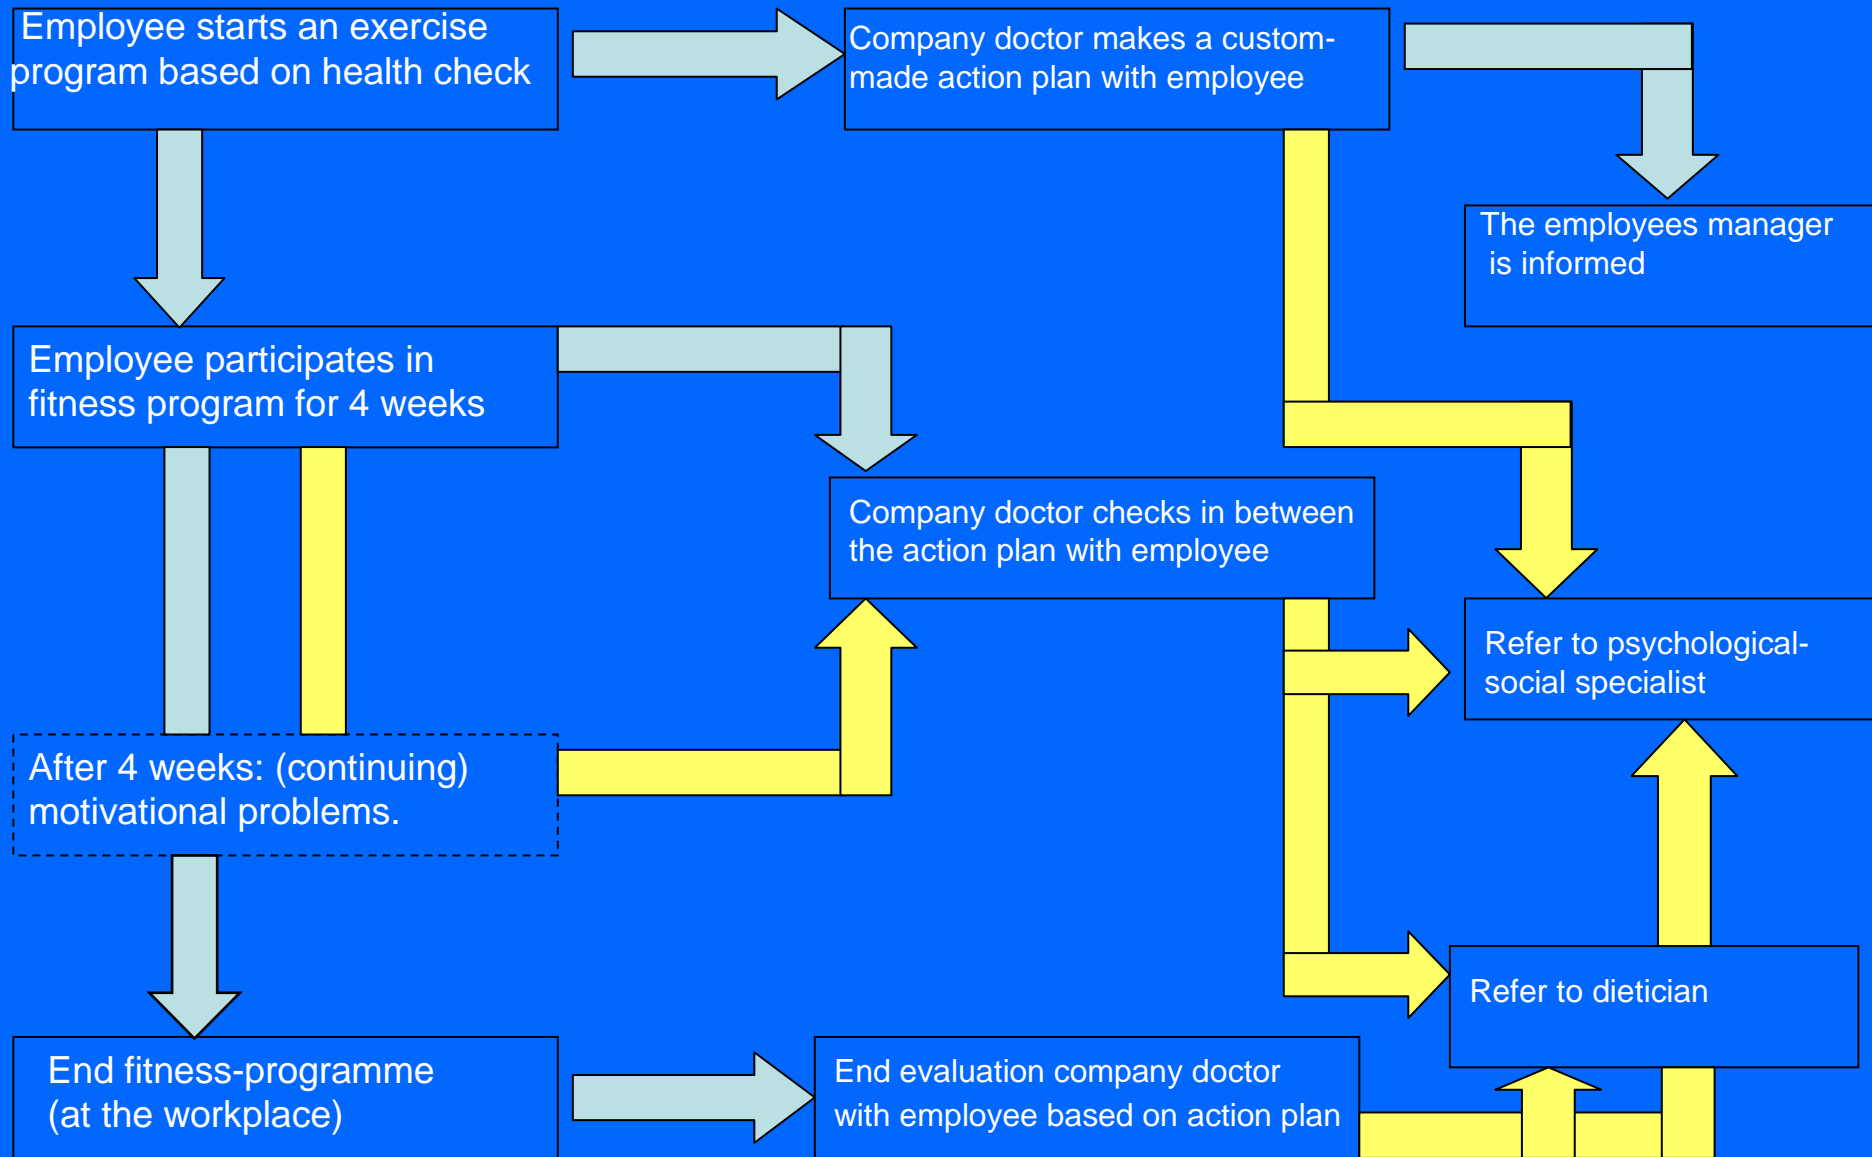 Employee starts an exercise
program based on health check
Company doctor makes a custom-
made action plan with employee
The employees manager
is informed
Employee participates in
fitness program for 4 weeks
Company doctor checks in between
the action plan with employee
Refer to psychological-
social specialist
After 4 weeks: (continuing)
motivational problems.
Refer to dietician
End fitness-programme
(at the workplace)
End evaluation company doctor
with employee based on action plan